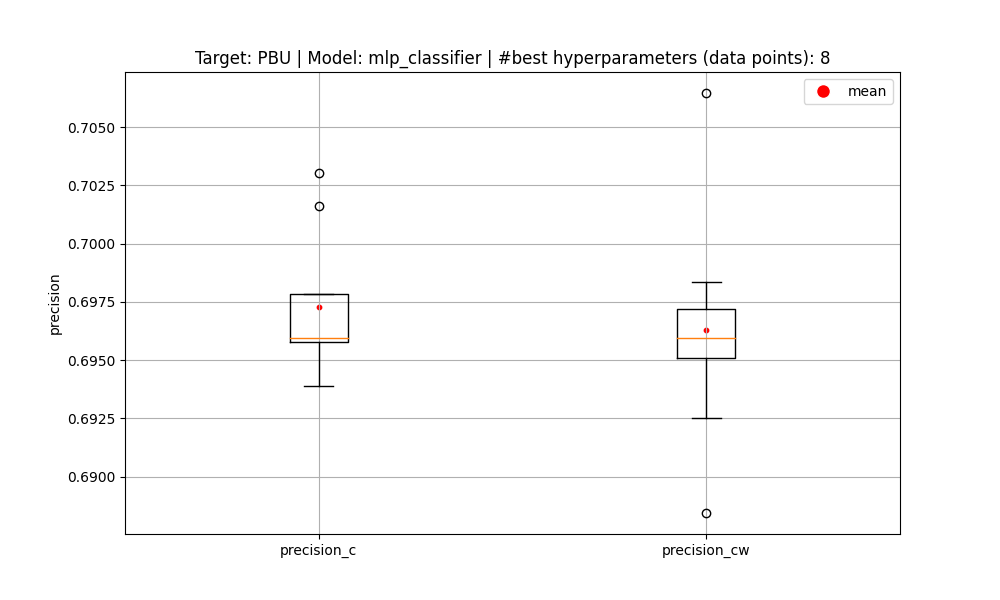 Target: PBU | Model: mlp_classifier | #best hyperparameters (data points): 8
mean
0.7050
0.7025
0.7000
0.6975
0.6950
0.6925
0.6900
precision
precision_c
precision_cw